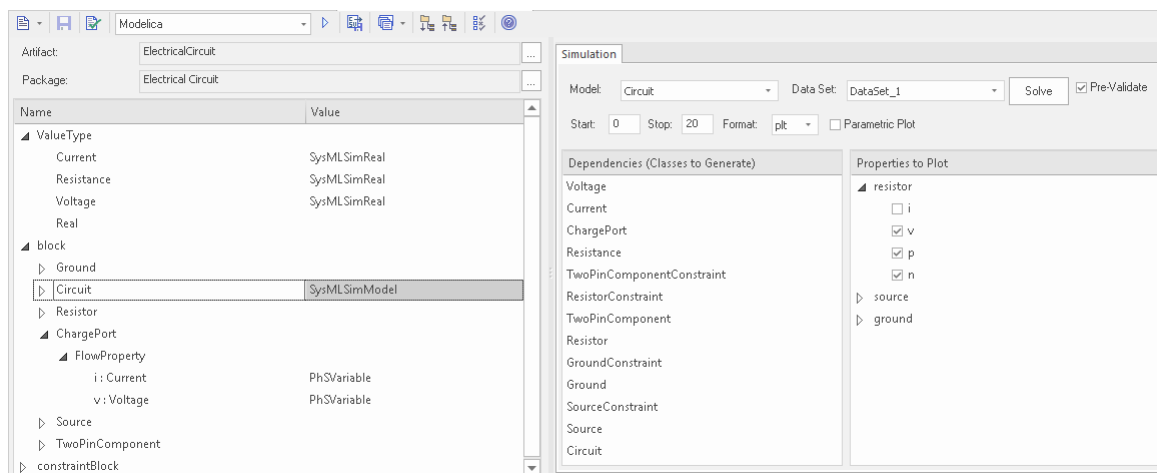 Modelica
Artifact: ElectricalCircuit ...
Package: Electrical Circuit ...
Name Value
ValueType
Current SysMLSimReal
Resistance SysMLSimReal
Voltage SysMLSimReal
Real
block
Ground
Circuit SysMLSimModel
Resistor
ChargePort
FlowProperty
i : Current PhSVariable
v : Voltage PhSVariable
Source
TwoPinComponent
constraintBlock
Simulation
Model: Circuit Data Set: DataSet_1 Solve Pre-Validate
Start: 0 Stop: 20 Format: plt Parametric Plot
Dependencies (Classes to Generate)
Voltage
Current
ChargePort
Resistance
TwoPinComponentConstraint
ResistorConstraint
TwoPinComponent
Resistor
GroundConstraint
Ground
SourceConstraint
Source
Circuit
Properties to Plot
resistor
i
v
p
n
source
ground